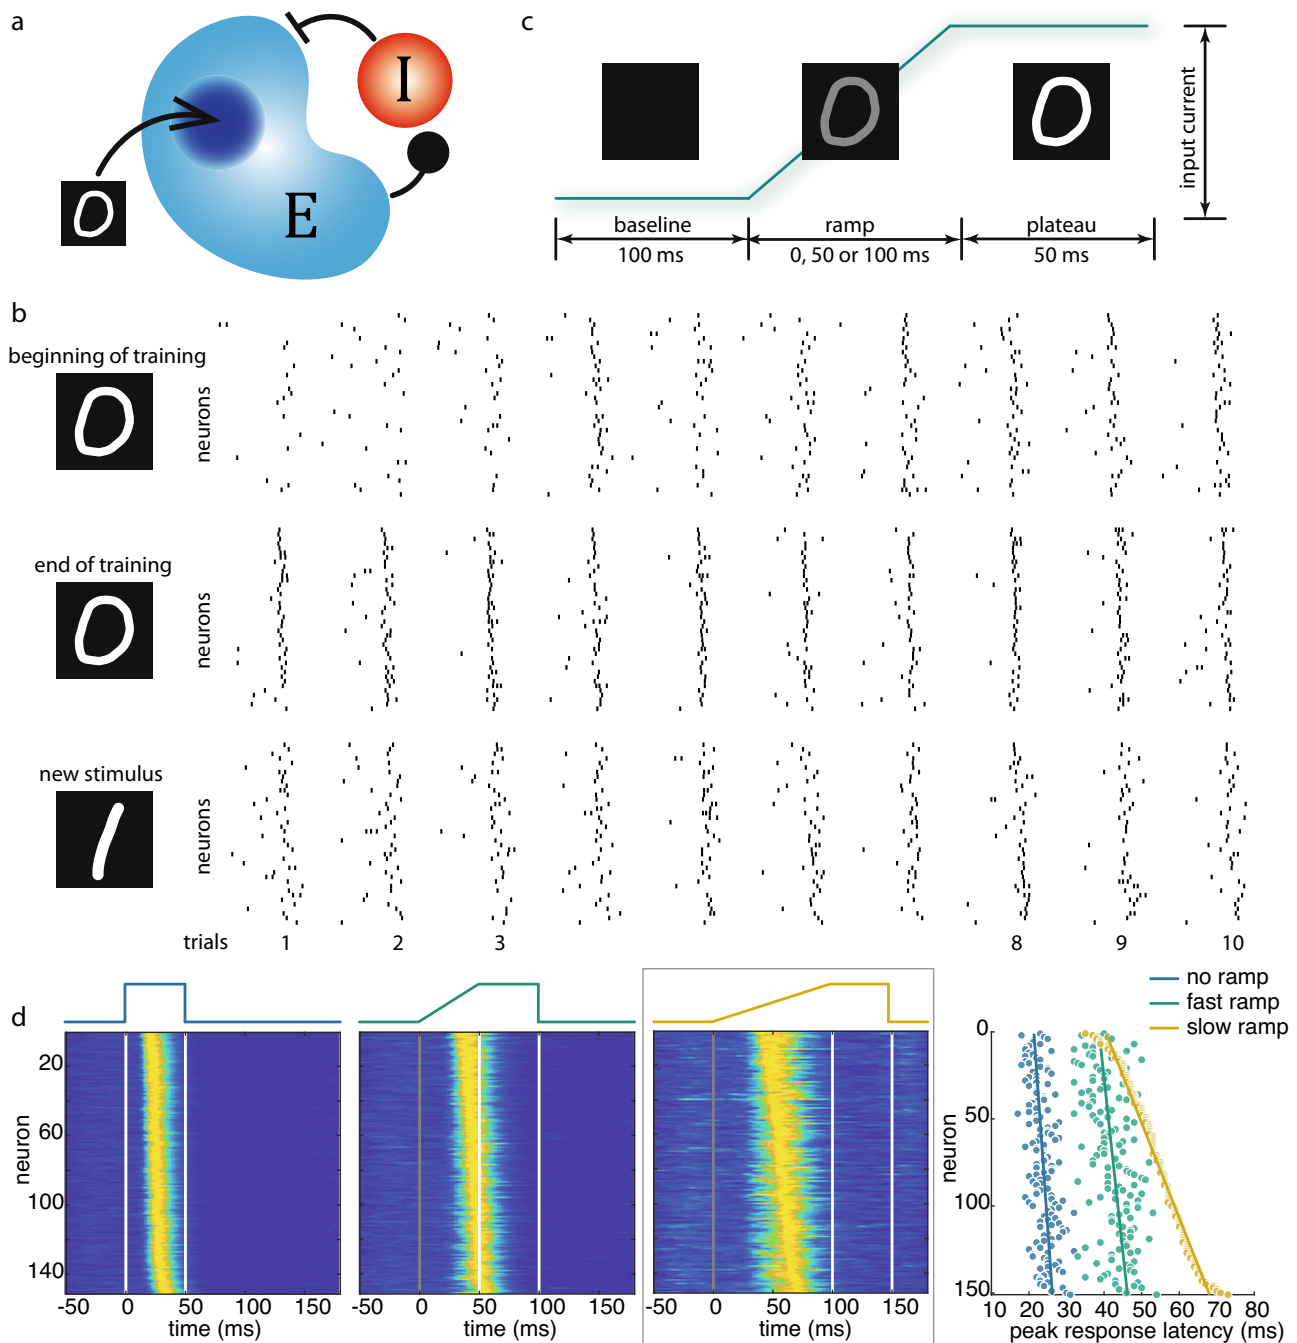 a
I
E
c
input current
baseline
ramp
plateau
100 ms
0, 50 or 100 ms
50 ms
b
beginning of training
neurons
end of training
neurons
new stimulus
neurons
trials 1 2 3 8 9 10
d
neuron
20
60
100
140
-50 0 50 100 150
time (ms)
-50 0 50 100 150
time (ms)
-50 0 50 100 150
time (ms)
no ramp
fast ramp
slow ramp
neuron
0
50
100
150
10 20 30 40 50 60 70 80
peak response latency (ms)